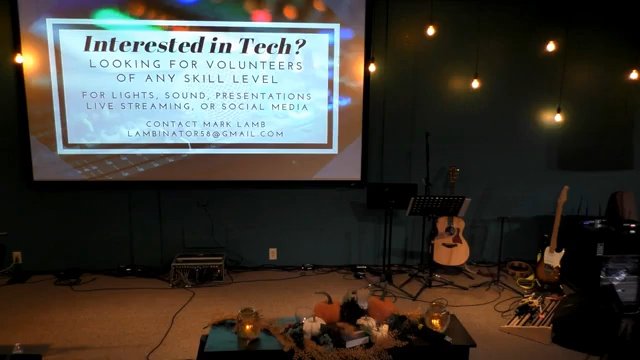 Interested in Tech?
LOOKING FOR VOLUNTEERS
OF ANY SKILL LEVEL
FOR LIGHTS, SOUND, PRESENTATIONS
LIVE STREAMING, OR SOCIAL MEDIA
CONTACT MARK LAMB
LAMBINATOR58@GMAIL.COM